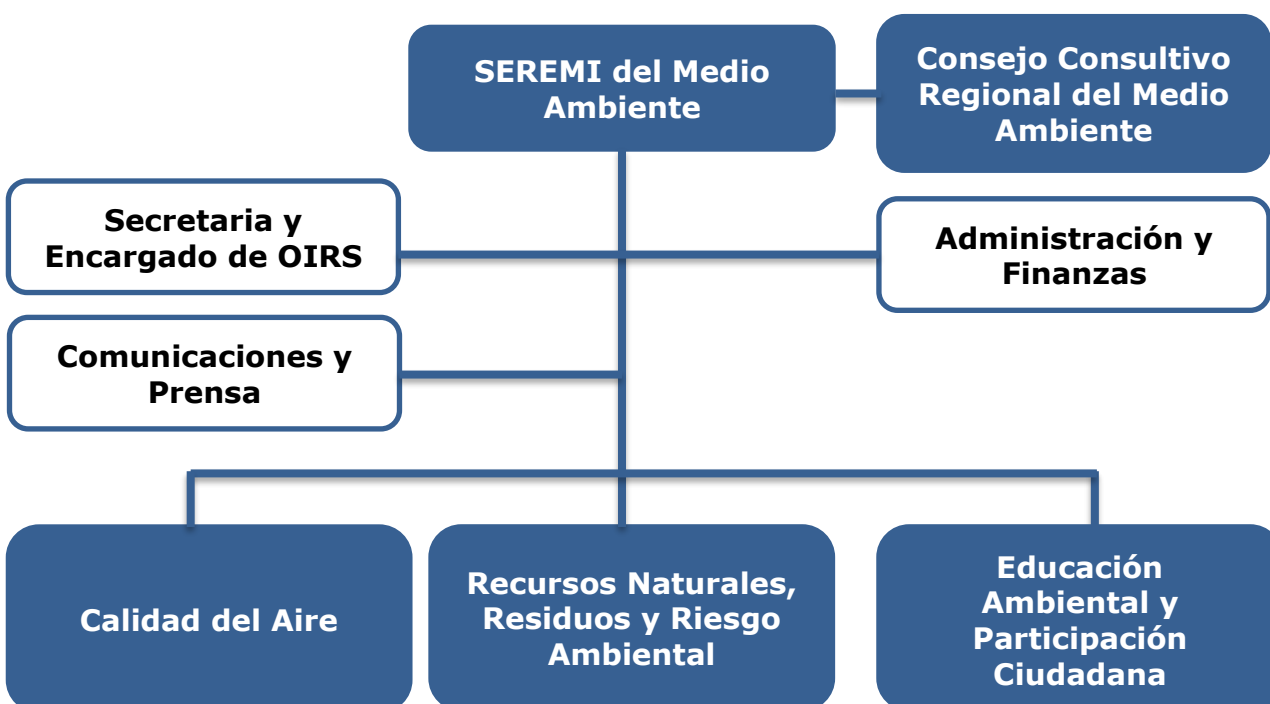 SEREMI del Medio
Ambiente
Consejo Consultivo
Regional del Medio
Ambiente
Secretaria y
Encargado de OIRS
Administración y
Finanzas
Comunicaciones y
Prensa
Calidad del Aire
Recursos Naturales,
Residuos y Riesgo
Ambiental
Educación
Ambiental y
Participación
Ciudadana